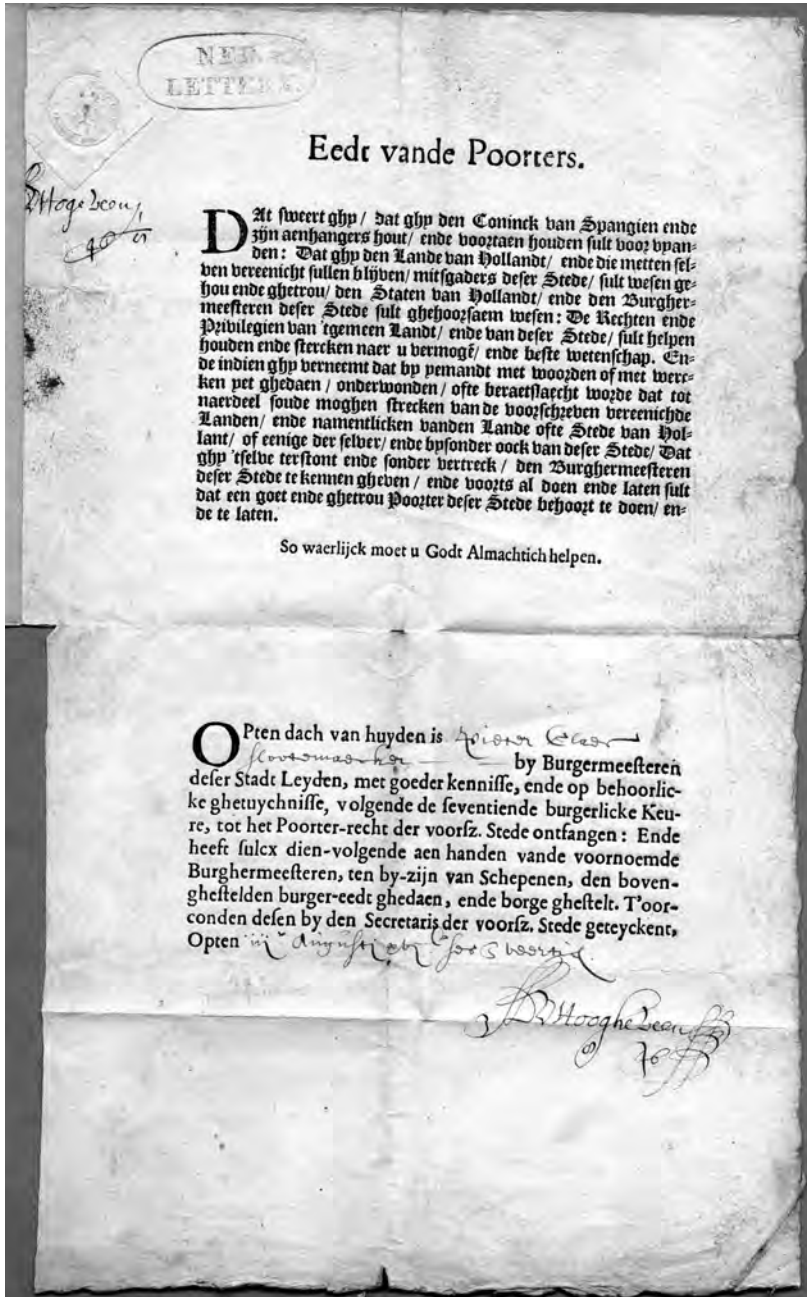 NED.
LETTERK.
Eedt vande Poorters.
DAt sweert ghy / dat ghy den Coninck van Spangien ende
zijn aenhangers hout / ende voortaen houden sult voor vyan-
den : Dat ghy den Lande van Hollandt / ende die metten sel-
ven vereenicht sullen blijven / mitsgaders deser Stede / sult wesen ge-
hou ende ghetrou / den Staten van Hollandt / ende den Burgher-
meesteren deser Stede sult ghehoorsaem wesen : De Rechten ende
Privilegien van 'tgemeen Landt / ende van deser Stede / sult helpen
houden ende stercken naer u vermogē / ende beste wetenschap. En-
de indien ghy verneemt dat by yemandt met woorden of met werc-
ken yet ghedaen / onderwonden / ofte beraetslaecht worde dat tot
naerdeel soude moghen strecken van de voorschreven vereenichde
Landen / ende namentlicken vanden Lande ofte Stede van Hol-
lant / of eenige der selver / ende bysonder oock van deser Stede / Dat
ghy 'tselve terstont ende sonder vertreck / den Burghermeesteren
deser Stede te kennen gheven / ende voorts al doen ende laten sult
dat een goet ende ghetrou Poorter deser Stede behoort te doen / en-
de te laten.
So waerlijck moet u Godt Almachtich helpen.
OPten dach van huyden is Pieter Claes
slootemaecker by Burgermeesteren
deser Stadt Leyden, met goeder kennisse, ende op behoorlic-
ke ghetuychnisse, volgende de seventiende burgerlicke Keu-
re, tot het Poorter-recht der voorsz. Stede ontfangen : Ende
heeft sulcx dien-volgende aen handen vande voornoemde
Burghermeesteren, ten by-zijn van Schepenen, den boven-
ghestelden burger-eedt ghedaen, ende borge ghestelt. T'oor-
conden desen by den Secretaris der voorsz. Stede geteyckent,
Opten Augusti veertich